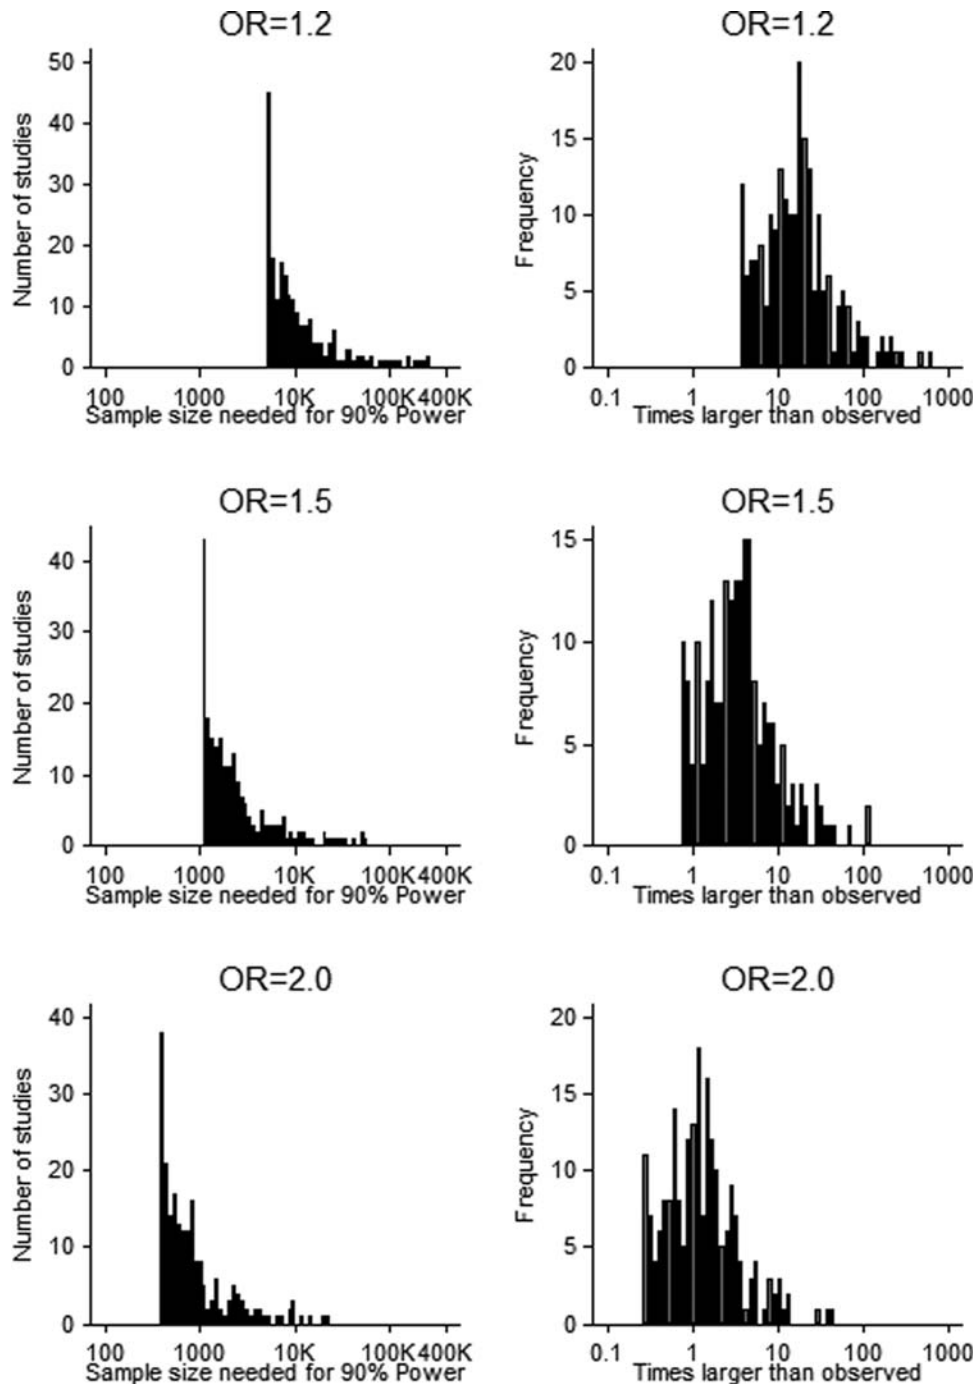 OR=1.2
50
40
30
20
10
0
Number of studies
100 1000 10K 100K 400K
Sample size needed for 90% Power
OR=1.2
20
15
10
5
0
Frequency
0.1 1 10 100 1000
Times larger than observed
OR=1.5
40
30
20
10
0
Number of studies
100 1000 10K 100K 400K
Sample size needed for 90% Power
OR=1.5
15
10
5
0
Frequency
0.1 1 10 100 1000
Times larger than observed
OR=2.0
40
30
20
10
0
Number of studies
100 1000 10K 100K 400K
Sample size needed for 90% Power
OR=2.0
20
15
10
5
0
Frequency
0.1 1 10 100 1000
Times larger than observed